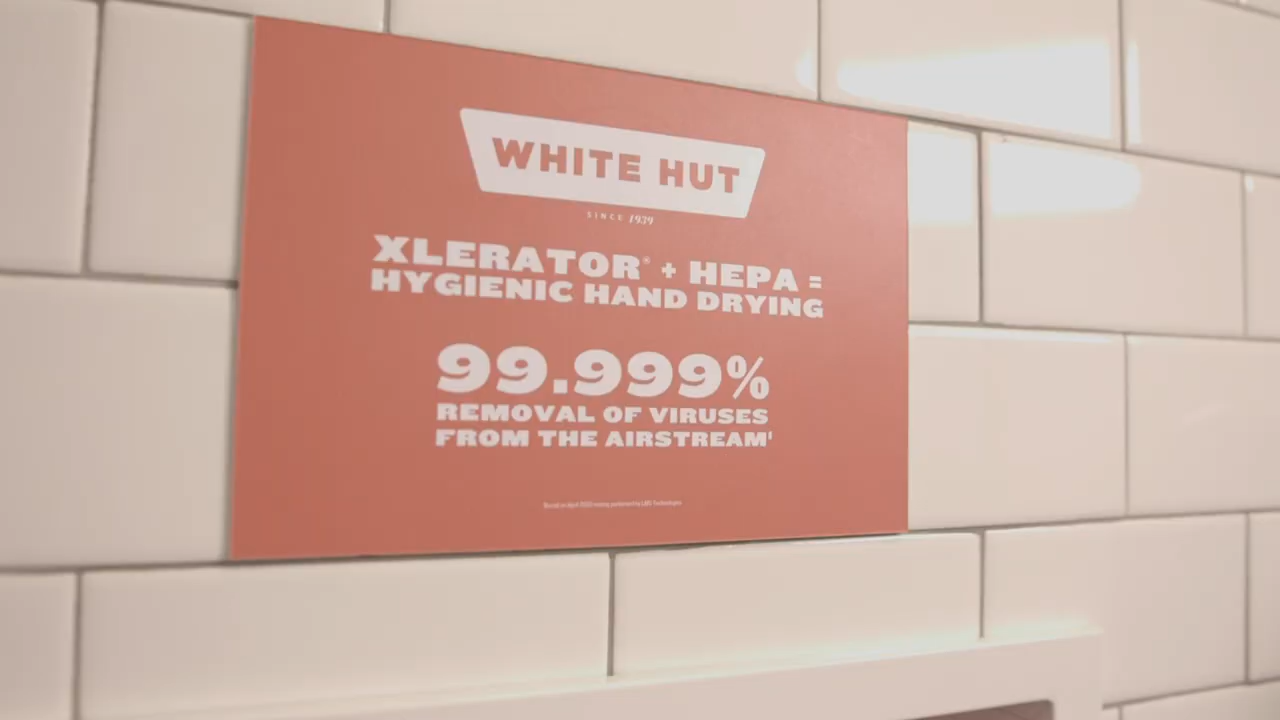 WHITE HUT
SINCE 1939
XLERATOR® + HEPA =
HYGIENIC HAND DRYING
99.999%
REMOVAL OF VIRUSES
FROM THE AIRSTREAM¹